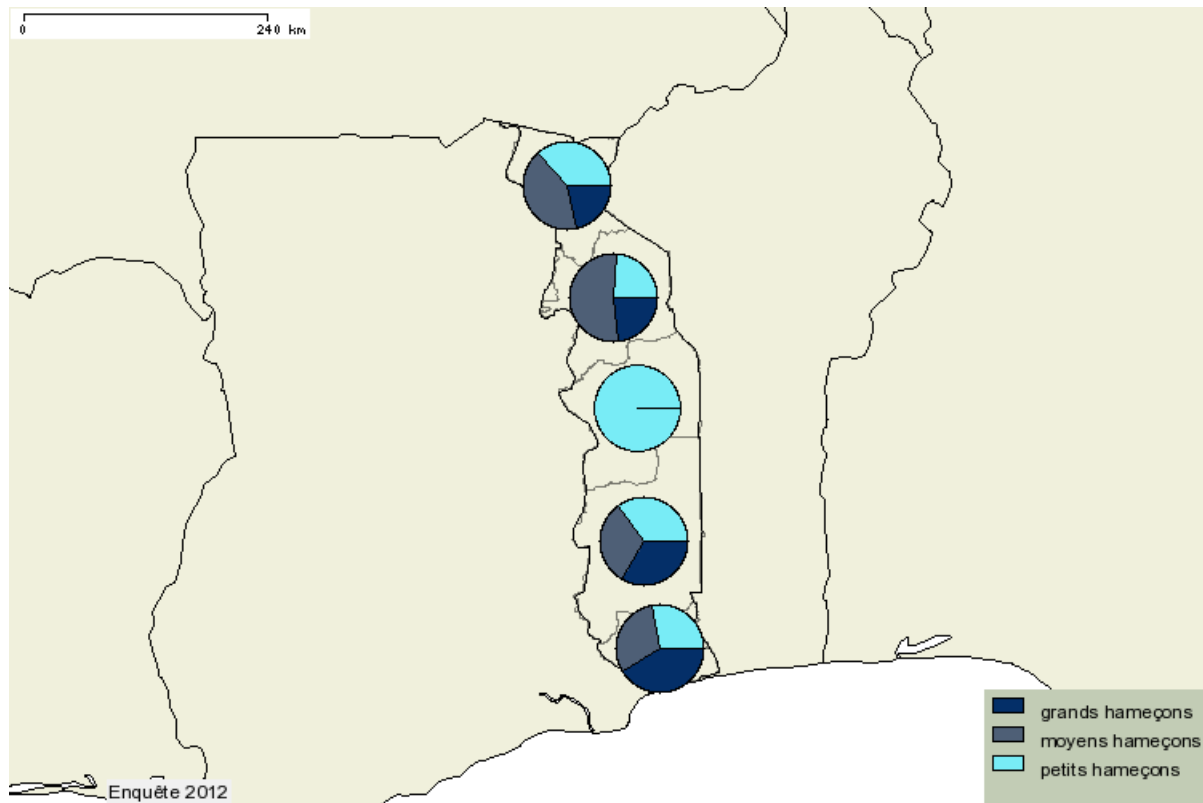 0 240 km
grands hameçons
moyens hameçons
petits hameçons
Enquête 2012